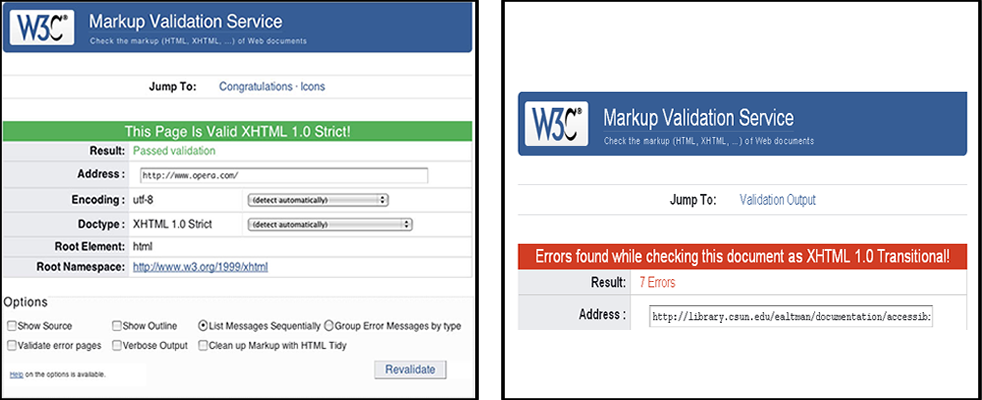 W3C®
Markup Validation Service
Check the markup (HTML, XHTML, ...) of Web documents
Jump To: Congratulations · Icons
This Page Is Valid XHTML 1.0 Strict!
Result: Passed validation
Address : http://www.opera.com/
Encoding : utf-8 (detect automatically)
Doctype : XHTML 1.0 Strict (detect automatically)
Root Element: html
Root Namespace: http://www.w3.org/1999/xhtml
Options
Show Source Show Outline List Messages Sequentially Group Error Messages by type
Validate error pages Verbose Output Clean up Markup with HTML Tidy
Help on the options is available.
Revalidate
W3C®
Markup Validation Service
Check the markup (HTML, XHTML, ...) of Web documents
Jump To: Validation Output
Errors found while checking this document as XHTML 1.0 Transitional!
Result: 7 Errors
Address : http://library.csun.edu/ealtman/documentation/accessib